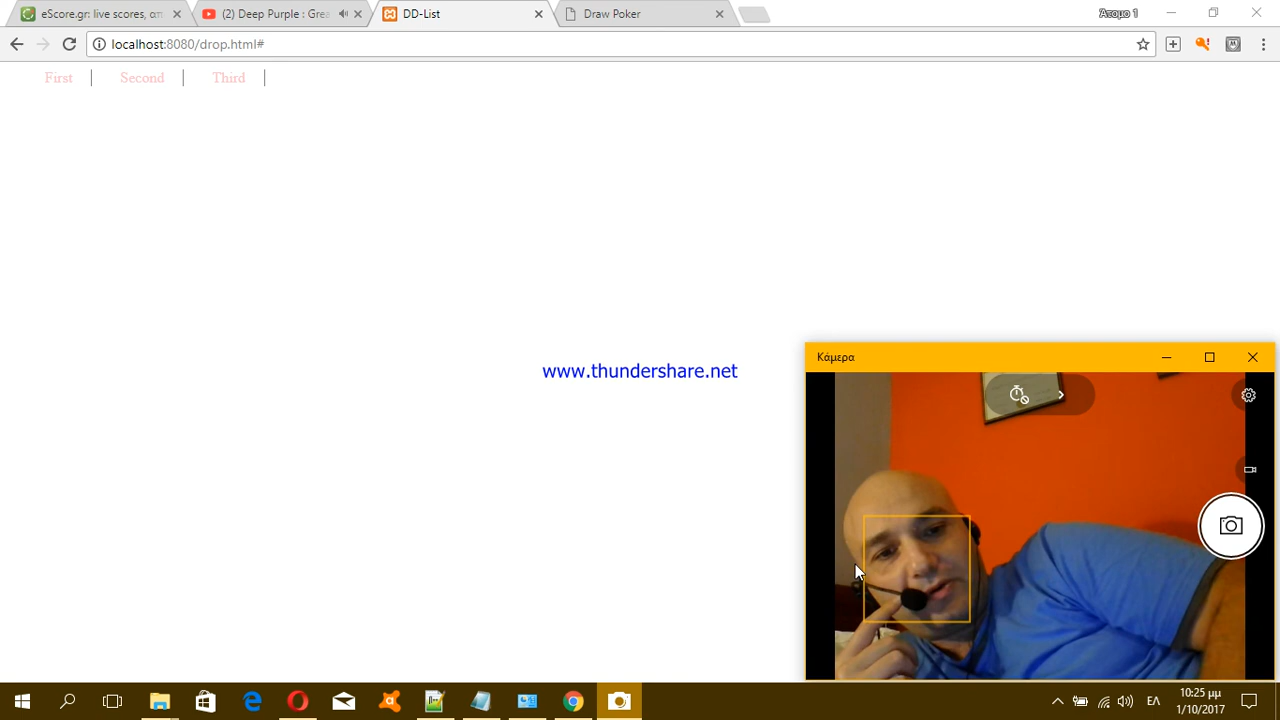 eScore.gr: live scores, απ
(2) Deep Purple : Grea
DD-List
Draw Poker
Άτομο 1
localhost:8080/drop.html#
First
Second
Third
www.thundershare.net
Κάμερα
ΕΛ
10:25 μμ
1/10/2017